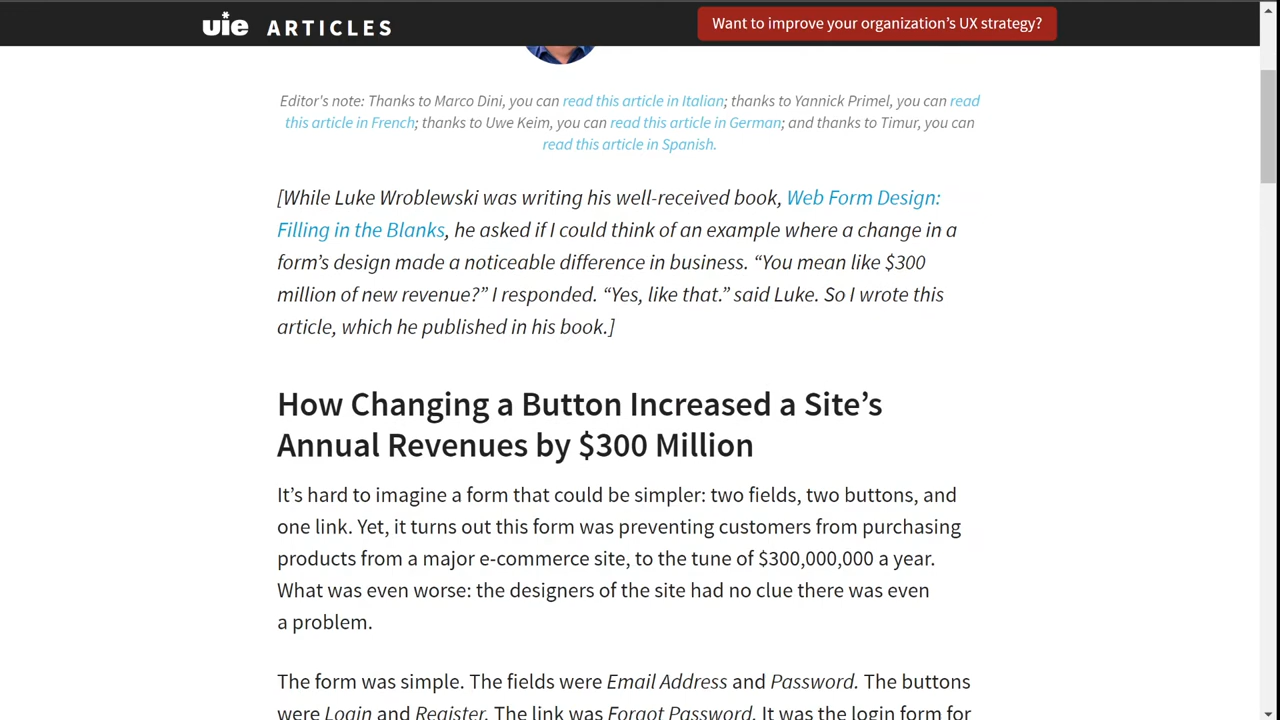 uie ARTICLES
Want to improve your organization's UX strategy?
Editor's note: Thanks to Marco Dini, you can read this article in Italian; thanks to Yannick Primel, you can read
this article in French; thanks to Uwe Keim, you can read this article in German; and thanks to Timur, you can
read this article in Spanish.
[While Luke Wroblewski was writing his well-received book, Web Form Design:
Filling in the Blanks, he asked if I could think of an example where a change in a
form's design made a noticeable difference in business. “You mean like $300
million of new revenue?” I responded. “Yes, like that.” said Luke. So I wrote this
article, which he published in his book.]
How Changing a Button Increased a Site’s
Annual Revenues by $300 Million
It’s hard to imagine a form that could be simpler: two fields, two buttons, and
one link. Yet, it turns out this form was preventing customers from purchasing
products from a major e-commerce site, to the tune of $300,000,000 a year.
What was even worse: the designers of the site had no clue there was even
a problem.
The form was simple. The fields were Email Address and Password. The buttons
were Login and Register. The link was Forgot Password. It was the login form for